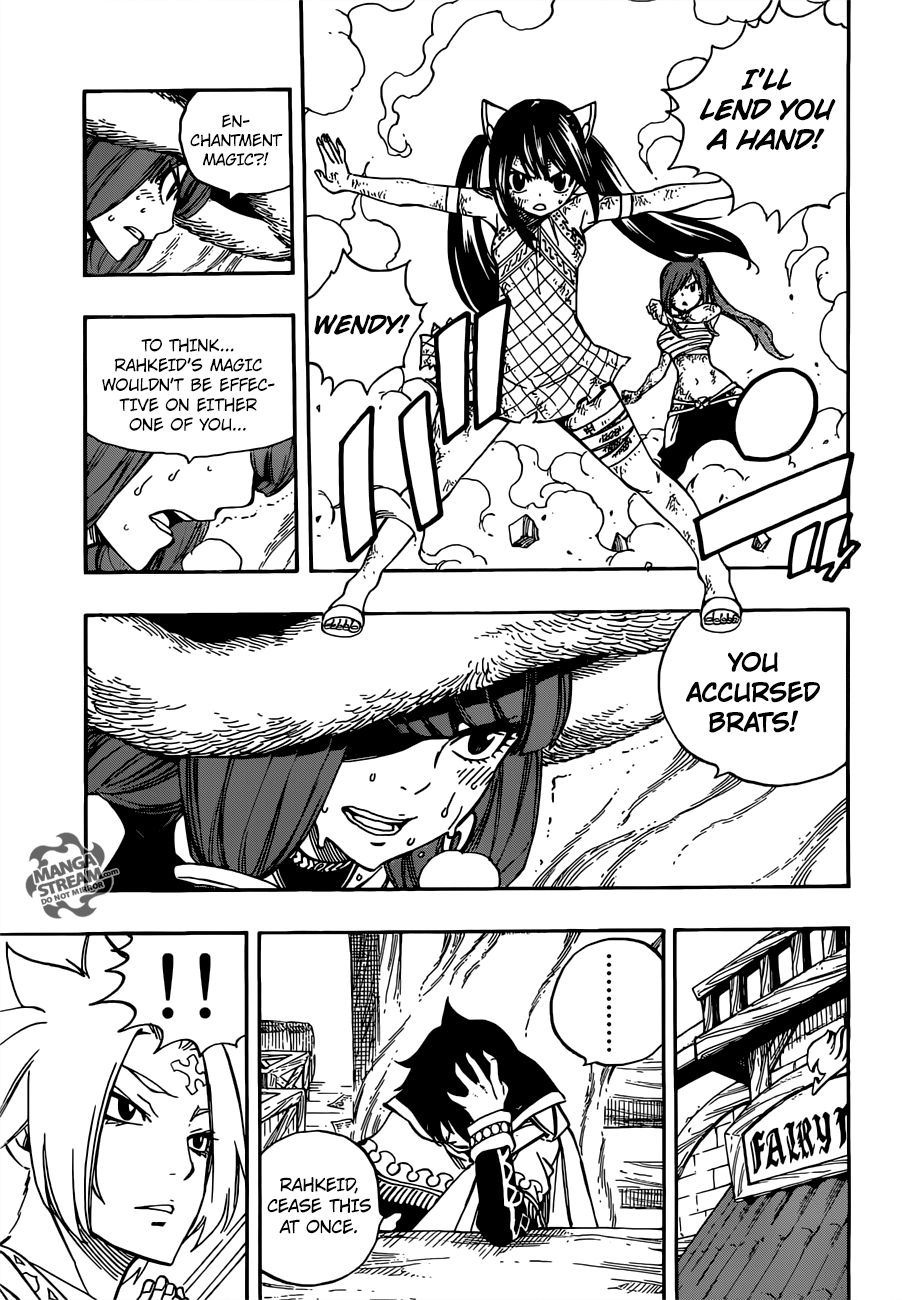 I'LL
LEND YOU
A HAND!
WENDY!
EN-
CHANTMENT
MAGIC?!
TO THINK...
RAHKEID'S MAGIC
WOULDN'T BE EFFEC-
TIVE ON EITHER
ONE OF YOU...
YOU
ACCURSED
BRATS!
MANGA
STREAM.com
DO NOT MIRROR
FAIRY
.........
RAHKEID,
CEASE THIS
AT ONCE.
!!